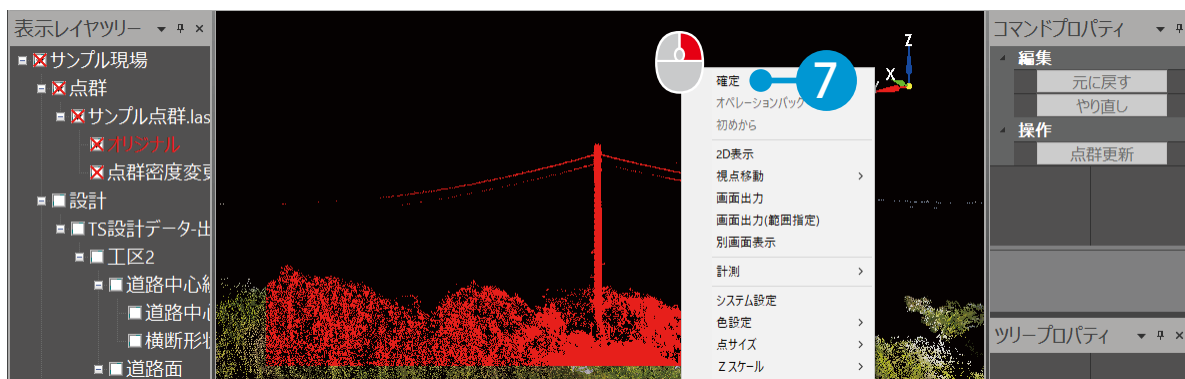 表示レイヤツリー
サンプル現場
点群
サンプル点群.las
オリジナル
点群密度変更
設計
TS設計データ-出
工区2
道路中心線
道路中心
横断形状
道路面
Z
X
確定
7
オペレーションバック
初めから
2D表示
視点移動
画面出力
画面出力(範囲指定)
別画面表示
計測
システム設定
色設定
点サイズ
Zスケール
コマンドプロパティ
編集
元に戻す
やり直し
操作
点群更新
ツリープロパティ